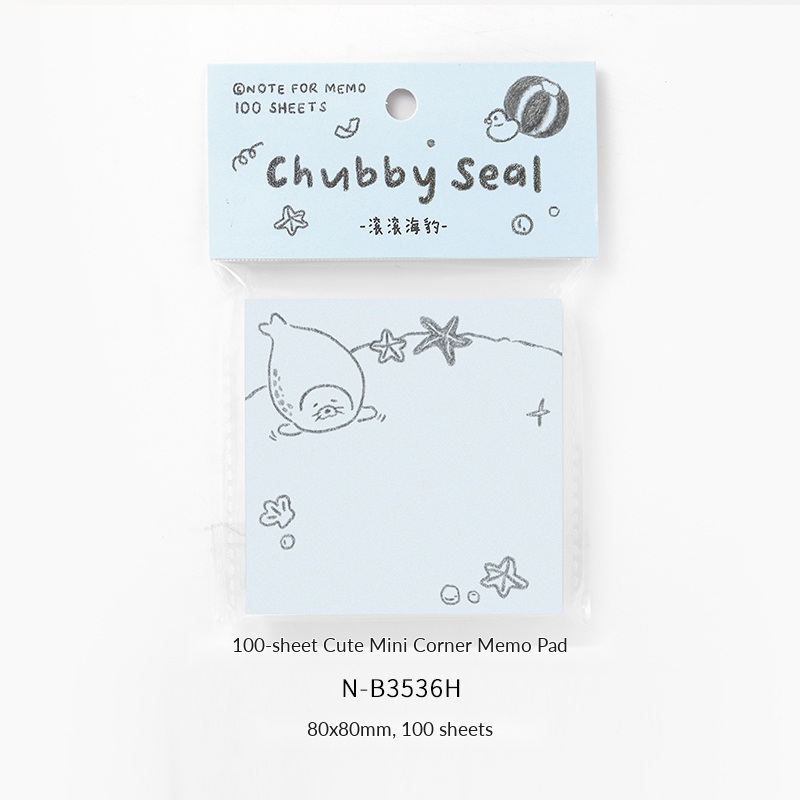 ©NOTE FOR MEMO
100 SHEETS
Chubby Seal
-滚滚海豹-
100-sheet Cute Mini Corner Memo Pad
N-B3536H
80x80mm, 100 sheets